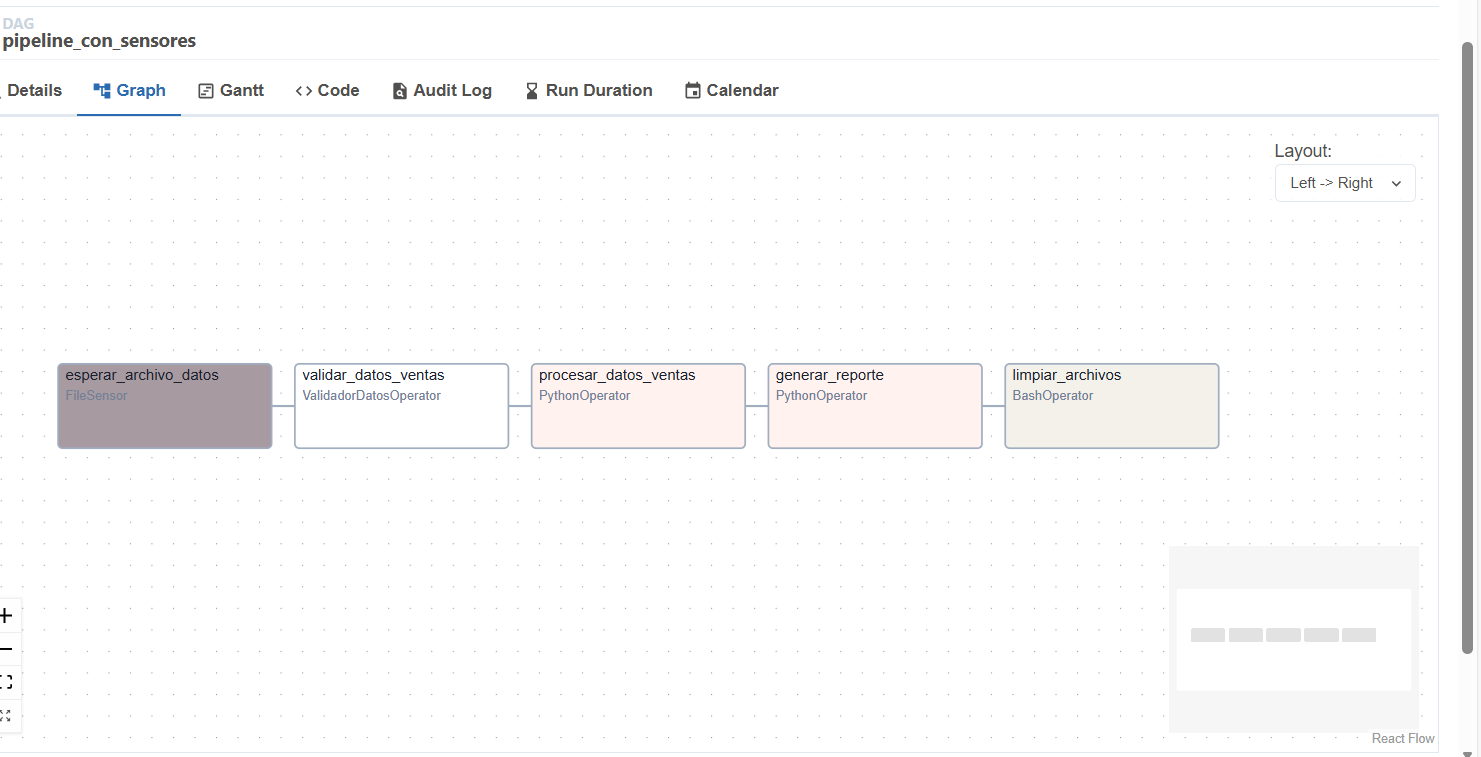 DAG
pipeline_con_sensores
Details
Graph
Gantt
Code
Audit Log
Run Duration
Calendar
Layout:
Left -> Right
esperar_archivo_datos
FileSensor
validar_datos_ventas
ValidadorDatosOperator
procesar_datos_ventas
PythonOperator
generar_reporte
PythonOperator
limpiar_archivos
BashOperator
React Flow